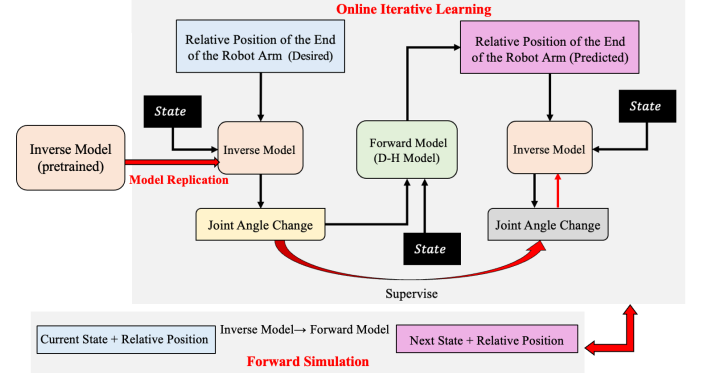 Online Iterative Learning
Relative Position of the End
of the Robot Arm (Desired)
Relative Position of the End
of the Robot Arm (Predicted)
State
State
Inverse Model
(pretrained)
Model Replication
Inverse Model
Forward Model
(D-H Model)
Inverse Model
Joint Angle Change
State
Joint Angle Change
Supervise
Current State + Relative Position
Inverse Model→ Forward Model
Next State + Relative Position
Forward Simulation